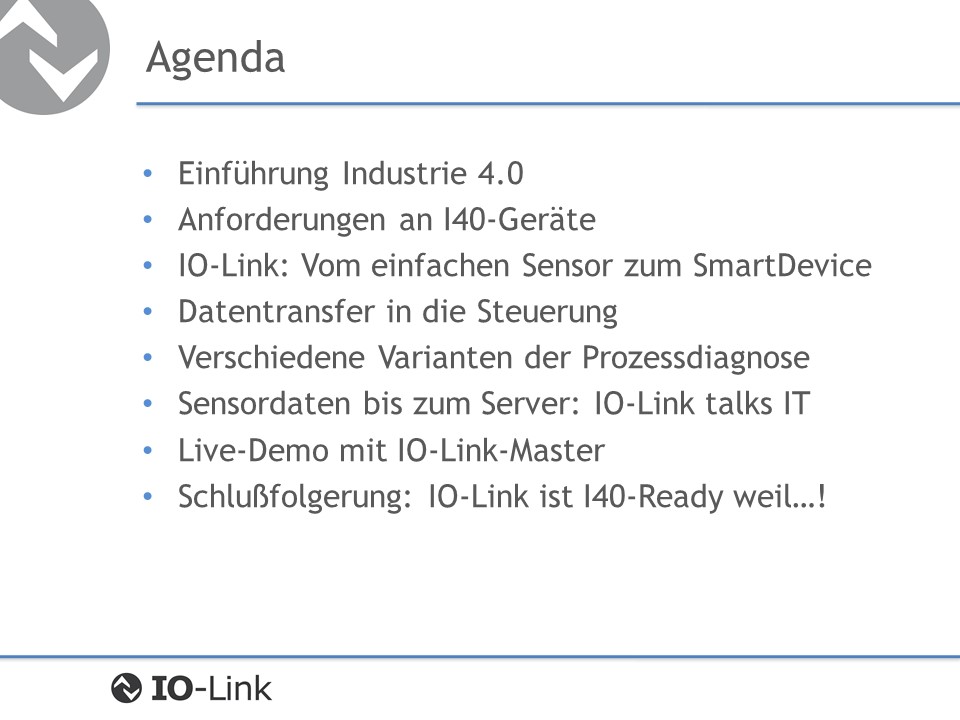 Agenda
• Einführung Industrie 4.0
• Anforderungen an I40-Geräte
• IO-Link: Vom einfachen Sensor zum SmartDevice
• Datentransfer in die Steuerung
• Verschiedene Varianten der Prozessdiagnose
• Sensordaten bis zum Server: IO-Link talks IT
• Live-Demo mit IO-Link-Master
• Schlußfolgerung: IO-Link ist I40-Ready weil…!
IO-Link